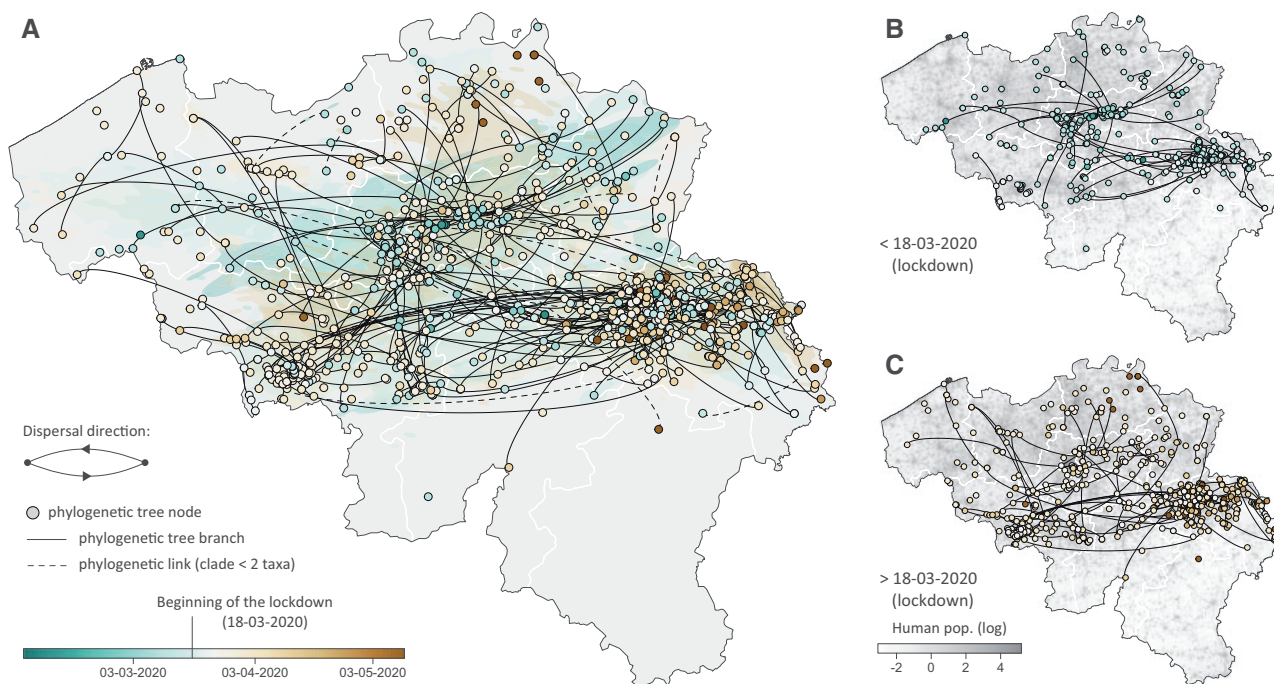 A
B
< 18-03-2020
(lockdown)
C
> 18-03-2020
(lockdown)
Human pop. (log)
-2 0 2 4
Dispersal direction:
phylogenetic tree node
phylogenetic tree branch
phylogenetic link (clade < 2 taxa)
Beginning of the lockdown
(18-03-2020)
03-03-2020 03-04-2020 03-05-2020